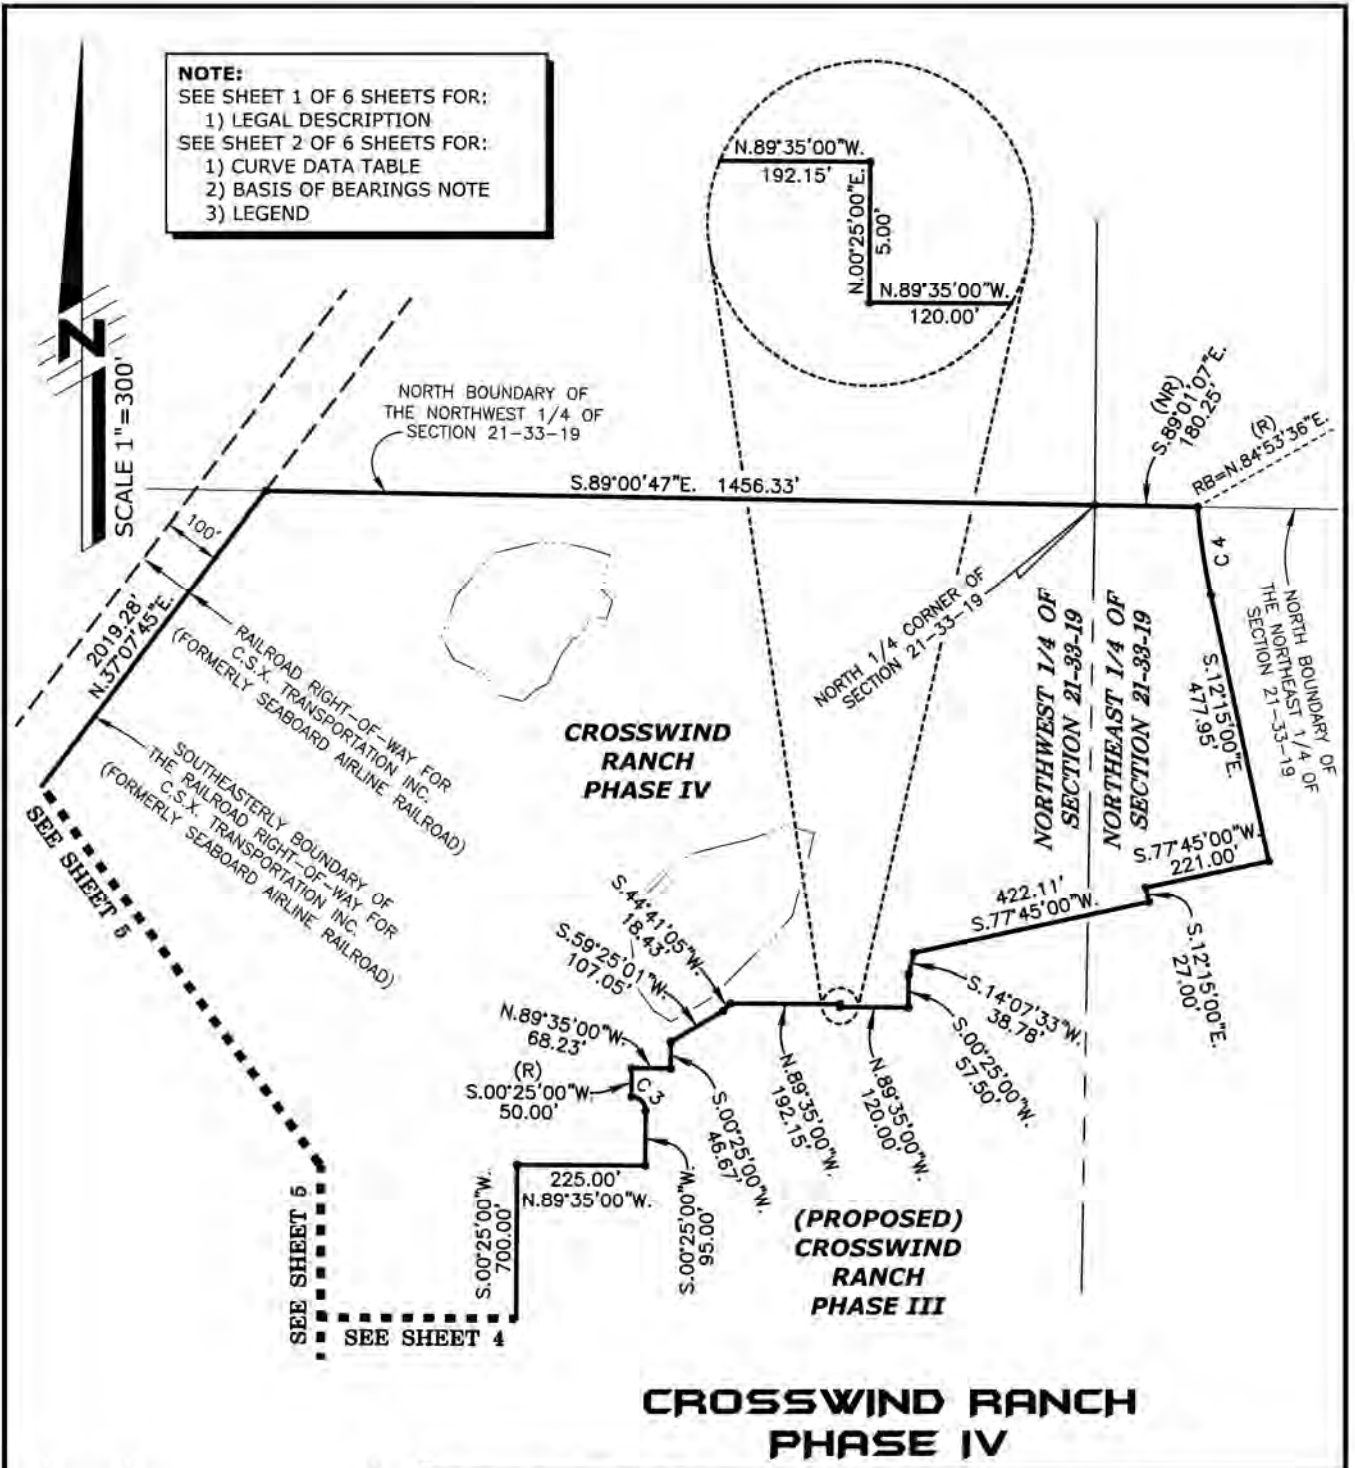 NOTE:
SEE SHEET 1 OF 6 SHEETS FOR:
1) LEGAL DESCRIPTION
SEE SHEET 2 OF 6 SHEETS FOR:
1) CURVE DATA TABLE
2) BASIS OF BEARINGS NOTE
3) LEGEND
N
SCALE 1"=300'
N.89°35'00"W.
192.15'
N.00°25'00"E.
5.00'
N.89°35'00"W.
120.00'
NORTH BOUNDARY OF
THE NORTHWEST 1/4 OF
SECTION 21-33-19
S.89°00'47"E. 1456.33'
(NR)
S.89°01'07"E.
180.25'
(R)
RB=N.84°53'36"E.
C 4
NORTH BOUNDARY OF
THE NORTHEAST 1/4 OF
SECTION 21-33-19
100'
2019.28'
N.37°07'45"E.
RAILROAD RIGHT-OF-WAY FOR
C.S.X. TRANSPORTATION INC.
(FORMERLY SEABOARD AIRLINE RAILROAD)
SOUTHEASTERLY BOUNDARY OF
THE RAILROAD RIGHT-OF-WAY FOR
C.S.X. TRANSPORTATION INC.
(FORMERLY SEABOARD AIRLINE RAILROAD)
NORTH 1/4 CORNER OF
SECTION 21-33-19
NORTHWEST 1/4 OF
SECTION 21-33-19
NORTHEAST 1/4 OF
SECTION 21-33-19
S.12°15'00"E.
477.95'
CROSSWIND
RANCH
PHASE IV
SEE SHEET 5
S.77°45'00"W.
221.00'
422.11'
S.77°45'00"W.
S.12°15'00"E.
27.00'
S.44°41'05"W.
18.43'
S.59°25'01"W.
107.05'
N.89°35'00"W.
68.23'
(R)
S.00°25'00"W.
50.00'
C 3
S.14°07'33"W.
38.78'
S.00°25'00"W.
57.50'
N.89°35'00"W.
120.00'
N.89°35'00"W.
192.15'
S.00°25'00"W.
46.67'
S.00°25'00"W.
95.00'
225.00'
N.89°35'00"W.
S.00°25'00"W.
700.00'
SEE SHEET 5
SEE SHEET 4
(PROPOSED)
CROSSWIND
RANCH
PHASE III
CROSSWIND RANCH
PHASE IV